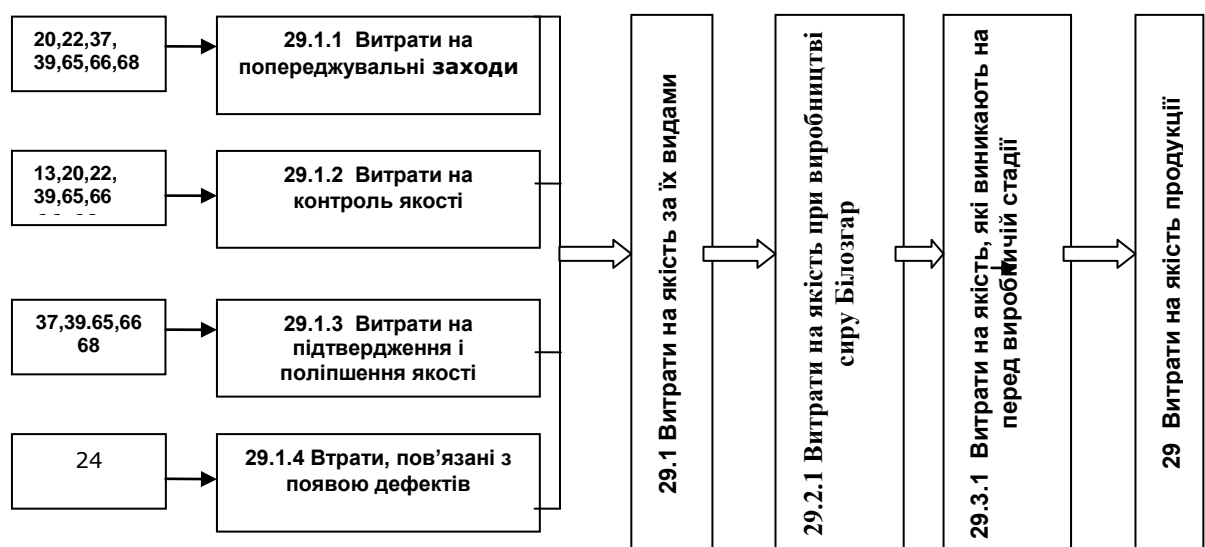 20,22,37,
39,65,66,68
29.1.1 Витрати на
попереджувальні заходи
13,20,22,
39,65,66
29.1.2 Витрати на
контроль якості
37,39.65,66
68
29.1.3 Витрати на
підтвердження і
поліпшення якості
24
29.1.4 Втрати, пов’язані з
появою дефектів
29.1 Витрати на якість за їх видами
29.2.1 Витрати на якість при виробництві
сиру Білозгар
29.3.1 Витрати на якість, які виникають на
перед виробничій стадії
29 Витрати на якість продукції